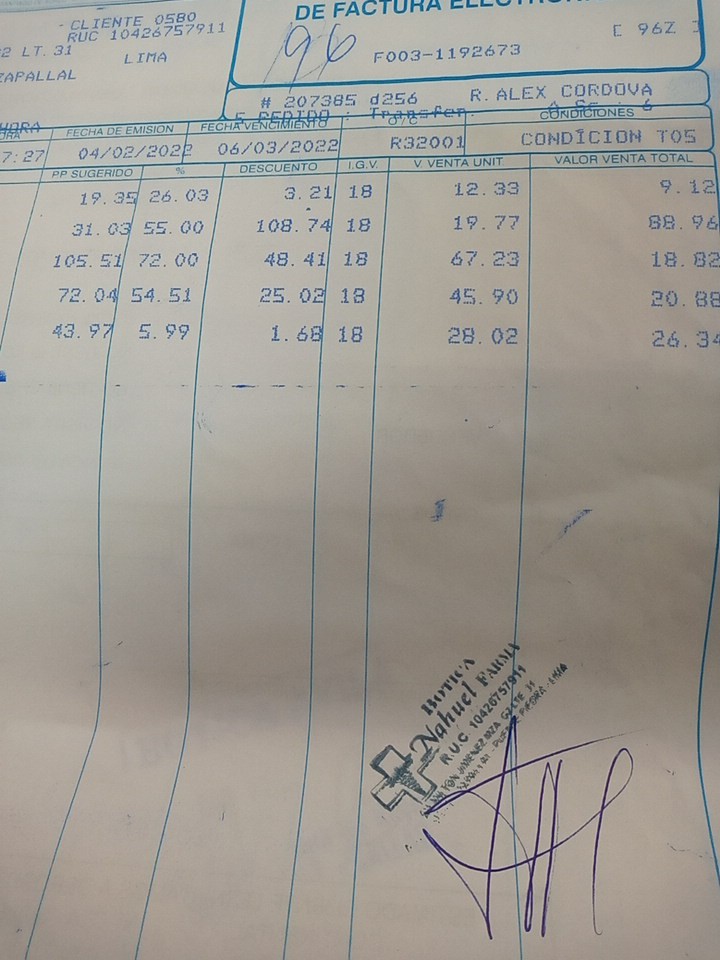 DE FACTURA ELECTRON
- CLIENTE 0580
RUC 10426757911
[ 96Z ]
2 LT. 31
LIMA
96
F003-1192673
ZAPALLAL
# 207385 d256 R. ALEX CORDOVA
HORA
PEDIDO : Transfer.
FECHA DE EMISION FECHA VENCIMIENTO O / C CONDICIONES
7:27 04/02/2022 06/03/2022 R32001 CONDICION T05
PP SUGERIDO % DESCUENTO I.G.V. V. VENTA UNIT VALOR VENTA TOTAL
19.35 26.03 3.21 18 12.33 9.12
31.03 55.00 108.74 18 19.77 88.96
105.51 72.00 48.41 18 67.23 18.82
72.04 54.51 25.02 18 45.90 20.88
43.97 5.99 1.68 18 28.02 26.34
BOTICA
Nahuel FARMA
RUC 10426757911